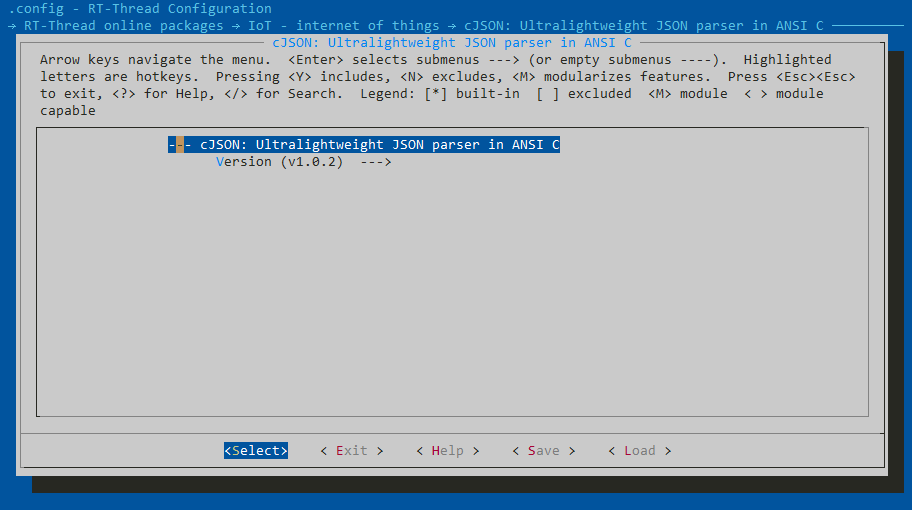 .config - RT-Thread Configuration
→ RT-Thread online packages → IoT - internet of things → cJSON: Ultralightweight JSON parser in ANSI C
cJSON: Ultralightweight JSON parser in ANSI C
Arrow keys navigate the menu.  <Enter> selects submenus ---> (or empty submenus ----).  Highlighted
letters are hotkeys.  Pressing <Y> includes, <N> excludes, <M> modularizes features.  Press <Esc><Esc>
to exit, <?> for Help, </> for Search.  Legend: [*] built-in  [ ] excluded  <M> module  < > module
capable
--- cJSON: Ultralightweight JSON parser in ANSI C
Version (v1.0.2)  --->
<Select>    < Exit >    < Help >    < Save >    < Load >